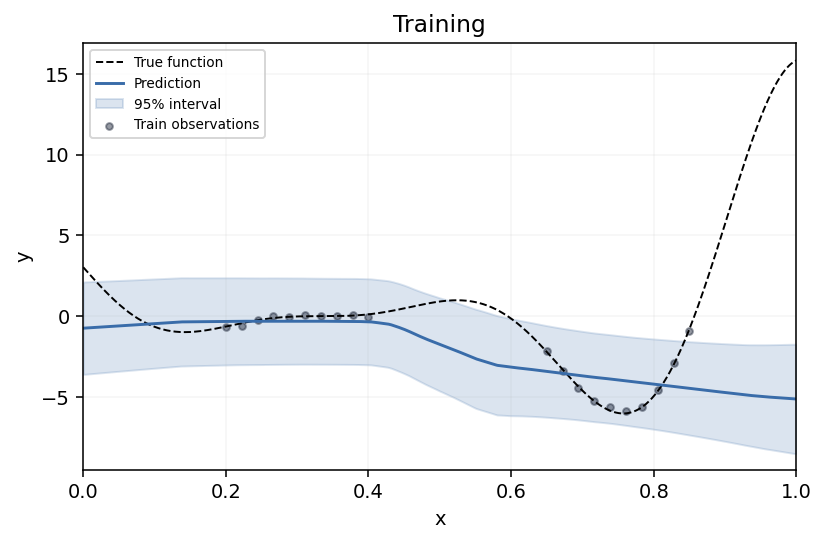 Training
True function
Prediction
95% interval
Train observations
15
10
5
0
−5
y
0.0 0.2 0.4 0.6 0.8 1.0
x